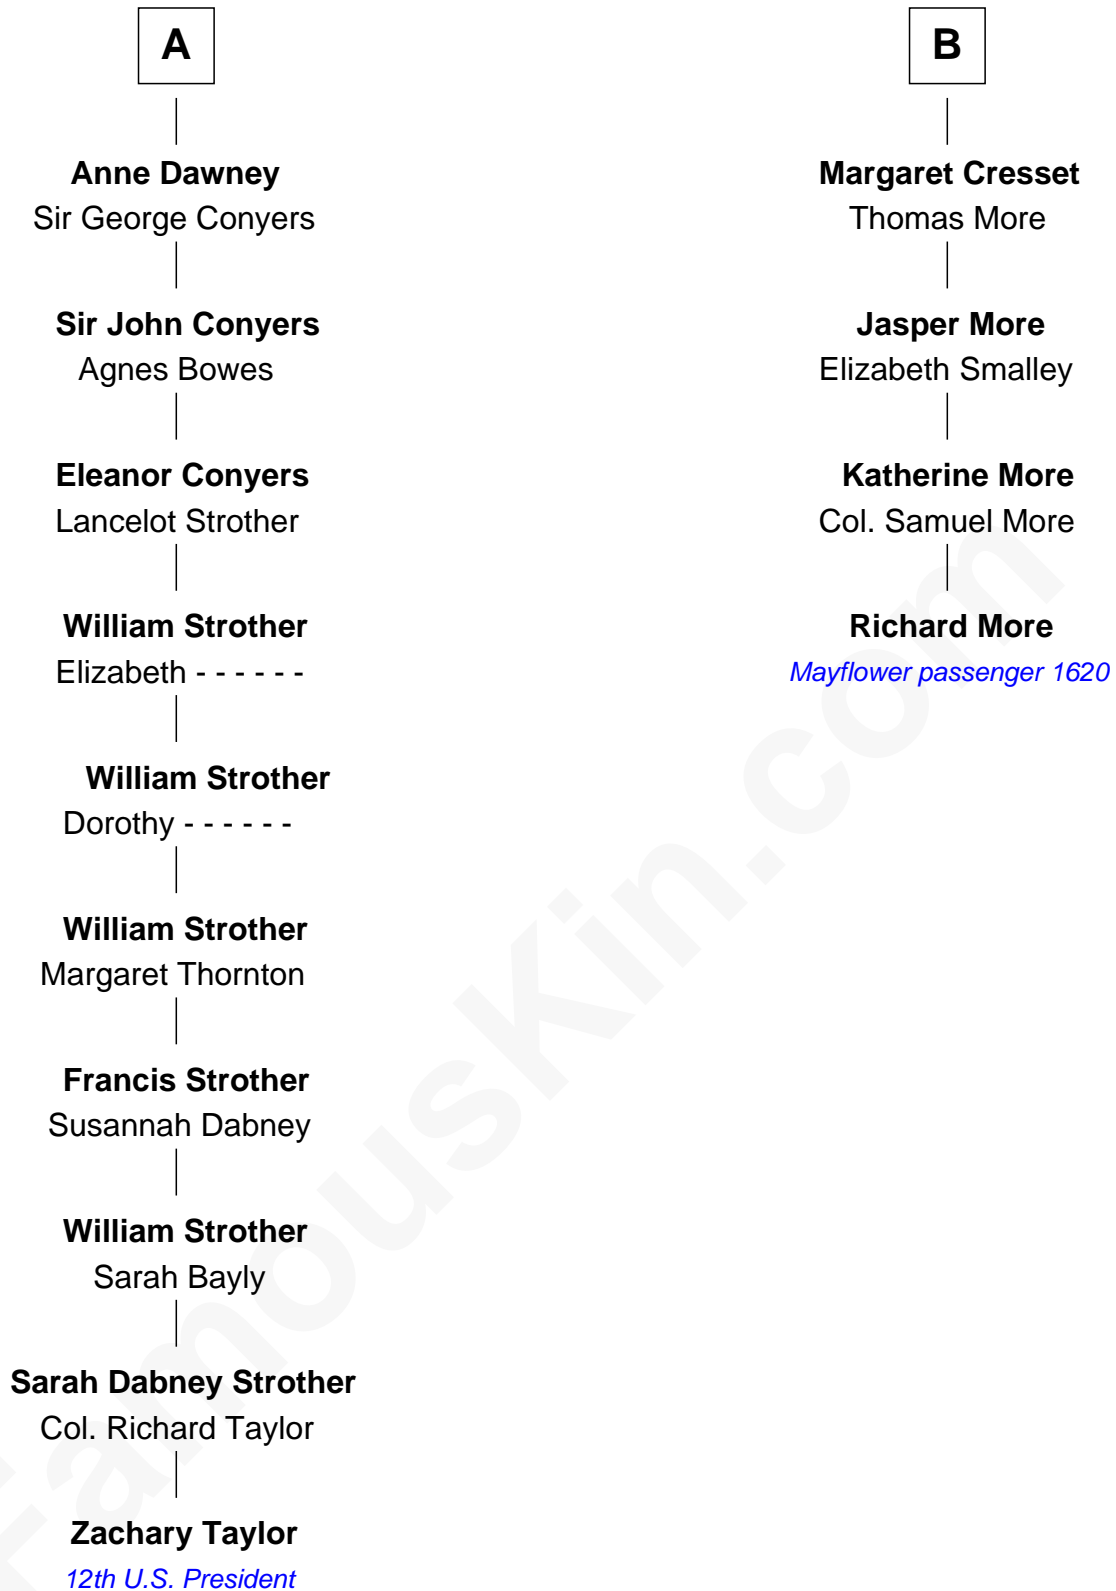 A
Anne Dawney
Sir George Conyers
Sir John Conyers
Agnes Bowes
Eleanor Conyers
Lancelot Strother
William Strother
Elizabeth - - - - - -
William Strother
Dorothy - - - - - -
William Strother
Margaret Thornton
Francis Strother
Susannah Dabney
William Strother
Sarah Bayly
Sarah Dabney Strother
Col. Richard Taylor
Zachary Taylor
12th U.S. President
B
Margaret Cresset
Thomas More
Jasper More
Elizabeth Smalley
Katherine More
Col. Samuel More
Richard More
Mayflower passenger 1620
FamousKin.com